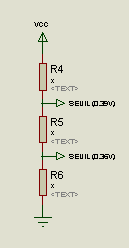 VCC
R4
x
<TEXT>
SEUIL (0.39V)
R5
x
<TEXT>
SEUIL (0.36V)
R6
x
<TEXT>